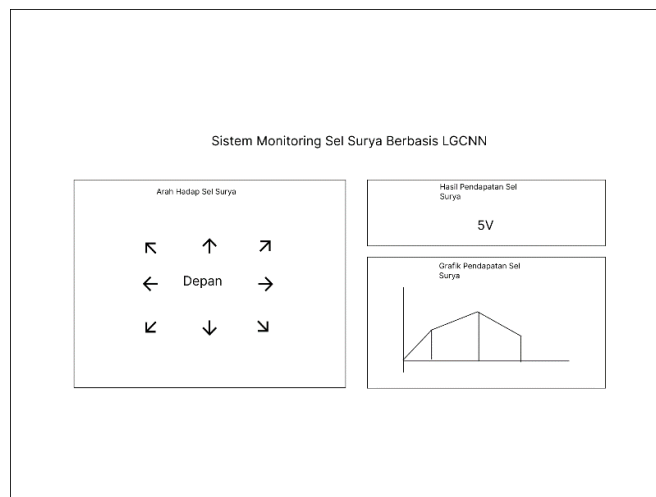 Sistem Monitoring Sel Surya Berbasis LGCNN
Arah Hadap Sel Surya
Depan
Hasil Pendapatan Sel
Surya
5V
Grafik Pendapatan Sel
Surya